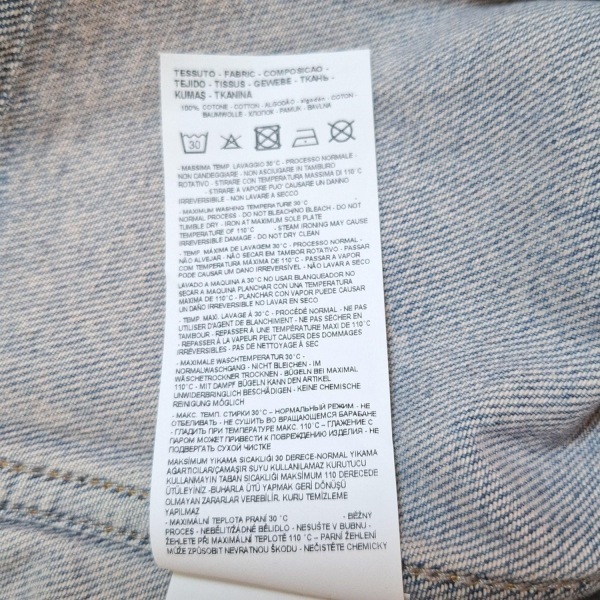 TESSUTO - FABRIC - COMPOSICAO -
TEJIDO - TISSUS - GEWEBE - ТКАНЬ -
KUMAŞ - TKANINA
100% COTONE - COTTON - ALGODÃO - algodan - COTON -
BAUMWOLLE - ХЛОПОК - PAMUK - BAVLNA
30
- MASSIMA TEMP. LAVAGGIO 30°C - PROCESSO NORMALE -
NON CANDEGGIARE - NON ASCIUGARE IN TAMBURO
ROTATIVO - STIRARE CON TEMPERATURA MASSIMA DI 110°C
- STIRARE A VAPORE PUO' CAUSARE UN DANNO
IRREVERSIBILE - NON LAVARE A SECCO
- MAXIMUM WASHING TEMPERATURE 30°C
NORMAL PROCESS - DO NOT BLEACH/NO BLEACH - DO NOT
TUMBLE DRY - IRON AT MAXIMUM SOLE PLATE
TEMPERATURE OF 110°C - STEAM IRONING MAY CAUSE
IRREVERSIBLE DAMAGE - DO NOT DRY CLEAN
- TEMP. MÁXIMA DE LAVAGEM 30°C - PROCESSO NORMAL -
NÃO ALVEJAR - NÃO SECAR EM TAMBOR ROTATIVO - PASSAR
COM TEMPERATURA MÁXIMA DE 110°C - PASSAR A VAPOR
PODE CAUSAR UM DANO IRREVERSÍVEL - NÃO LAVAR A SECO
LAVADO A MAQUINA A 30°C NO USAR BLANQUEADOR NO
SECAR A MAQUINA PLANCHAR CON UNA TEMPERATURA
MAXIMA DE 110°C - PLANCHAR CON VAPOR PUEDE CAUSAR
UN DAÑO IRREVERSIBLE NO LAVAR EN SECO
- TEMP. MAXI. LAVAGE À 30°C - PROCÉDÉ NORMAL - NE PAS
UTILISER D'AGENT DE BLANCHIMENT - NE PAS SÉCHER EN
TAMBOUR - REPASSER À UNE TEMPÉRATURE MAXI DE 110°C
- REPASSER À LA VAPEUR PEUT CAUSER DES DOMMAGES
IRRÉVERSIBLES - PAS DE NETTOYAGE À SEC
- MAXIMALE WASCHTEMPERATUR 30°C -
NORMALWASCHGANG - NICHT BLEICHEN - IM
WÄSCHETROCKNER TROCKNEN - BÜGELN BEI MAXIMAL
110°C - MIT DAMPF BÜGELN KANN DEN ARTIKEL
UNWIDERBRINGLICH BESCHÄDIGEN - KEINE CHEMISCHE
REINIGUNG MÖGLICH
- МАКС. ТЕМП. СТИРКИ 30°C – НОРМАЛЬНЫЙ РЕЖИМ - НЕ
ОТБЕЛИВАТЬ - НЕ СУШИТЬ ВО ВРАЩАЮЩЕМСЯ БАРАБАНЕ
- ГЛАДИТЬ ПРИ ТЕМПЕРАТУРЕ МАКС. 110°C – ГЛАЖЕНИЕ С
ПАРОМ МОЖЕТ ПРИВЕСТИ К ПОВРЕЖДЕНИЮ ИЗДЕЛИЯ - НЕ
ПОДВЕРГАТЬ СУХОЙ ЧИСТКЕ
MAKSİMUM YIKAMA SICAKLIĞI 30 DERECE-NORMAL YIKAMA
AĞARTICILAR/ÇAMAŞIR SUYU KULLANILAMAZ KURUTUCU
KULLANMAYIN TABAN SICAKLIĞI MAKSIMUM 110 DERECEDE
ÜTÜLEYİNİZ -BUHARLA ÜTÜ YAPMAK GERİ DÖNÜŞÜ
OLMAYAN ZARARLAR VEREBİLİR. KURU TEMİZLEME
YAPILMAZ
- MAXIMÁLNÍ TEPLOTA PRANÍ 30°C - BĚŽNÝ
PROCES - NEBĚLIT/ŽÁDNÉ BĚLIDLO - NESUŠTE V BUBNU -
ŽEHLETE PŘI MAXIMÁLNÍ TEPLOTĚ 110°C – PARNÍ ŽEHLENÍ
MŮŽE ZPŮSOBIT NEVRATNOU ŠKODU - NEČISTĚTE CHEMICKY